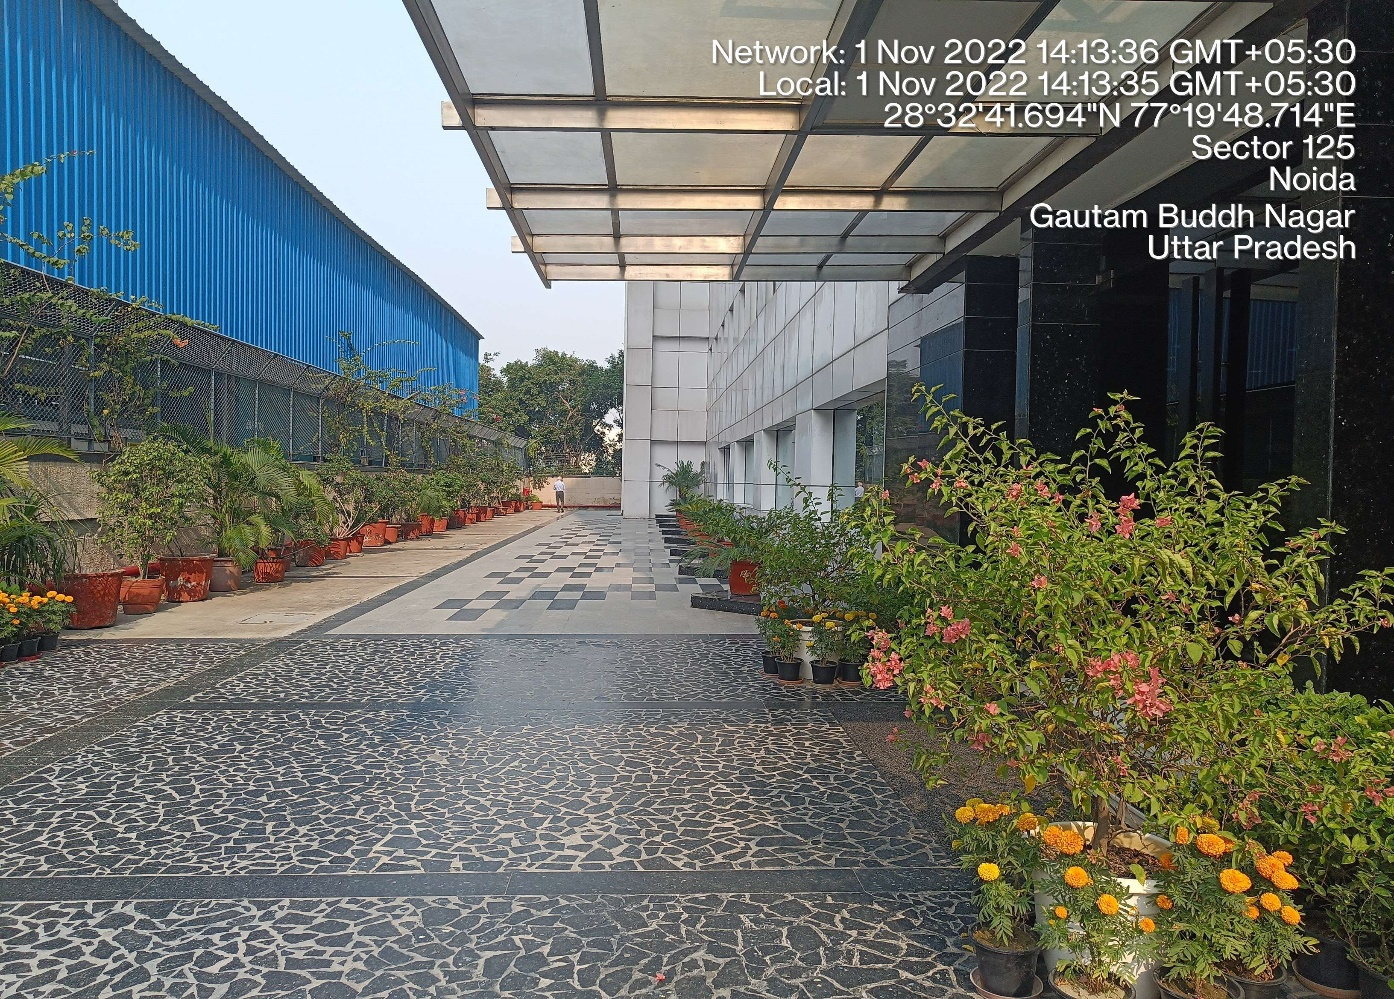 Network: 1 Nov 2022 14:13:36 GMT+05:30
Local: 1 Nov 2022 14:13:35 GMT+05:30
28°32'41.694"N 77°19'48.714"E
Sector 125
Noida
Gautam Buddh Nagar
Uttar Pradesh